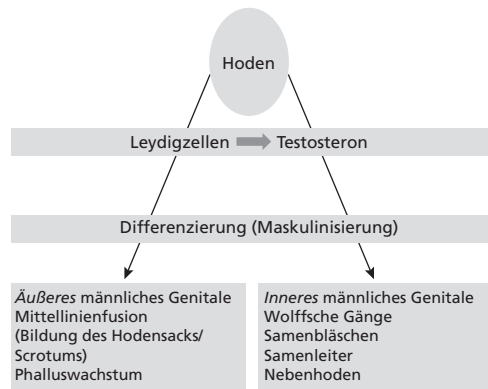 Hoden
Leydigzellen Testosteron
Differenzierung (Maskulinisierung)
Äußeres männliches Genitale
Mittellinienfusion
(Bildung des Hodensacks/
Scrotums)
Phalluswachstum
Inneres männliches Genitale
Wolffsche Gänge
Samenbläschen
Samenleiter
Nebenhoden